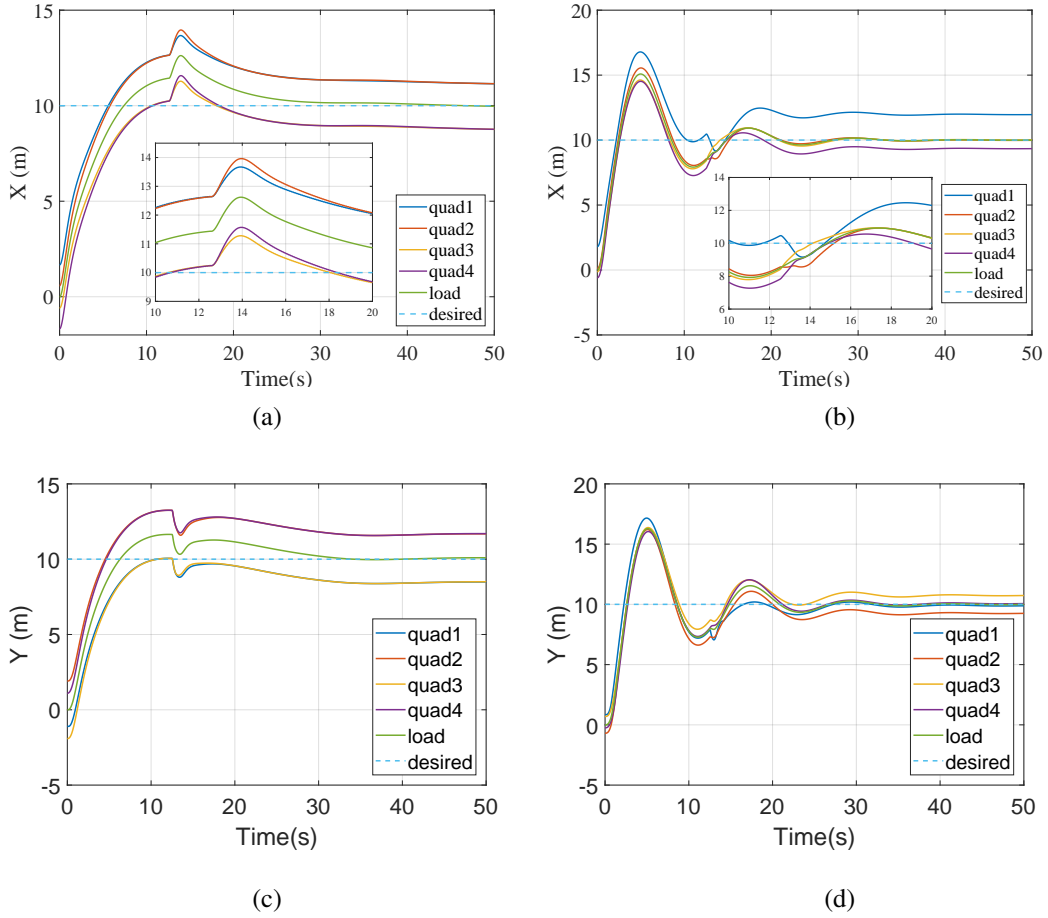 15
10
5
0
X (m)
14
13
12
11
10
9
10 12 14 16 18 20
quad1
quad2
quad3
quad4
load
desired
0 10 20 30 40 50
Time(s)
(a)
20
15
10
5
0
-5
X (m)
14
12
10
8
6
10 12 14 16 18 20
quad1
quad2
quad3
quad4
load
desired
0 10 20 30 40 50
Time(s)
(b)
15
10
5
0
-5
Y (m)
quad1
quad2
quad3
quad4
load
desired
0 10 20 30 40 50
Time(s)
(c)
20
15
10
5
0
-5
Y (m)
quad1
quad2
quad3
quad4
load
desired
0 10 20 30 40 50
Time(s)
(d)